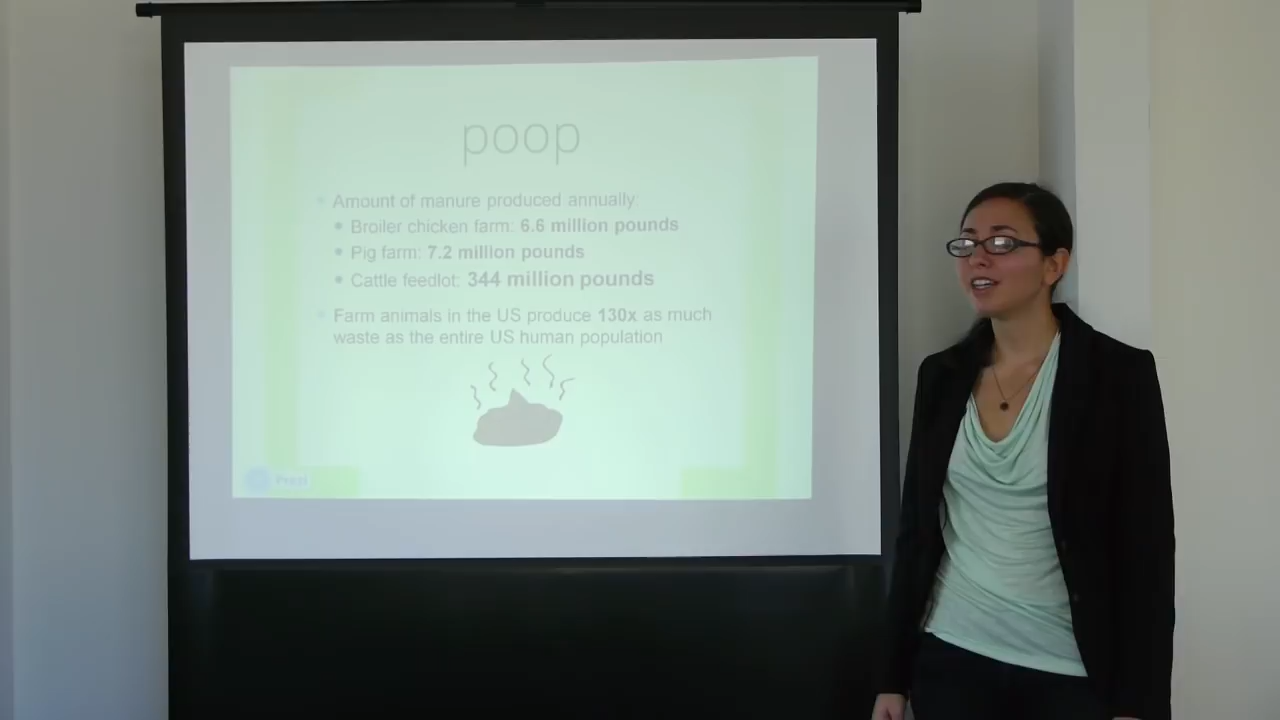 poop
Amount of manure produced annually:
Broiler chicken farm: 6.6 million pounds
Pig farm: 7.2 million pounds
Cattle feedlot: 344 million pounds
Farm animals in the US produce 130x as much
waste as the entire US human population
Prezi